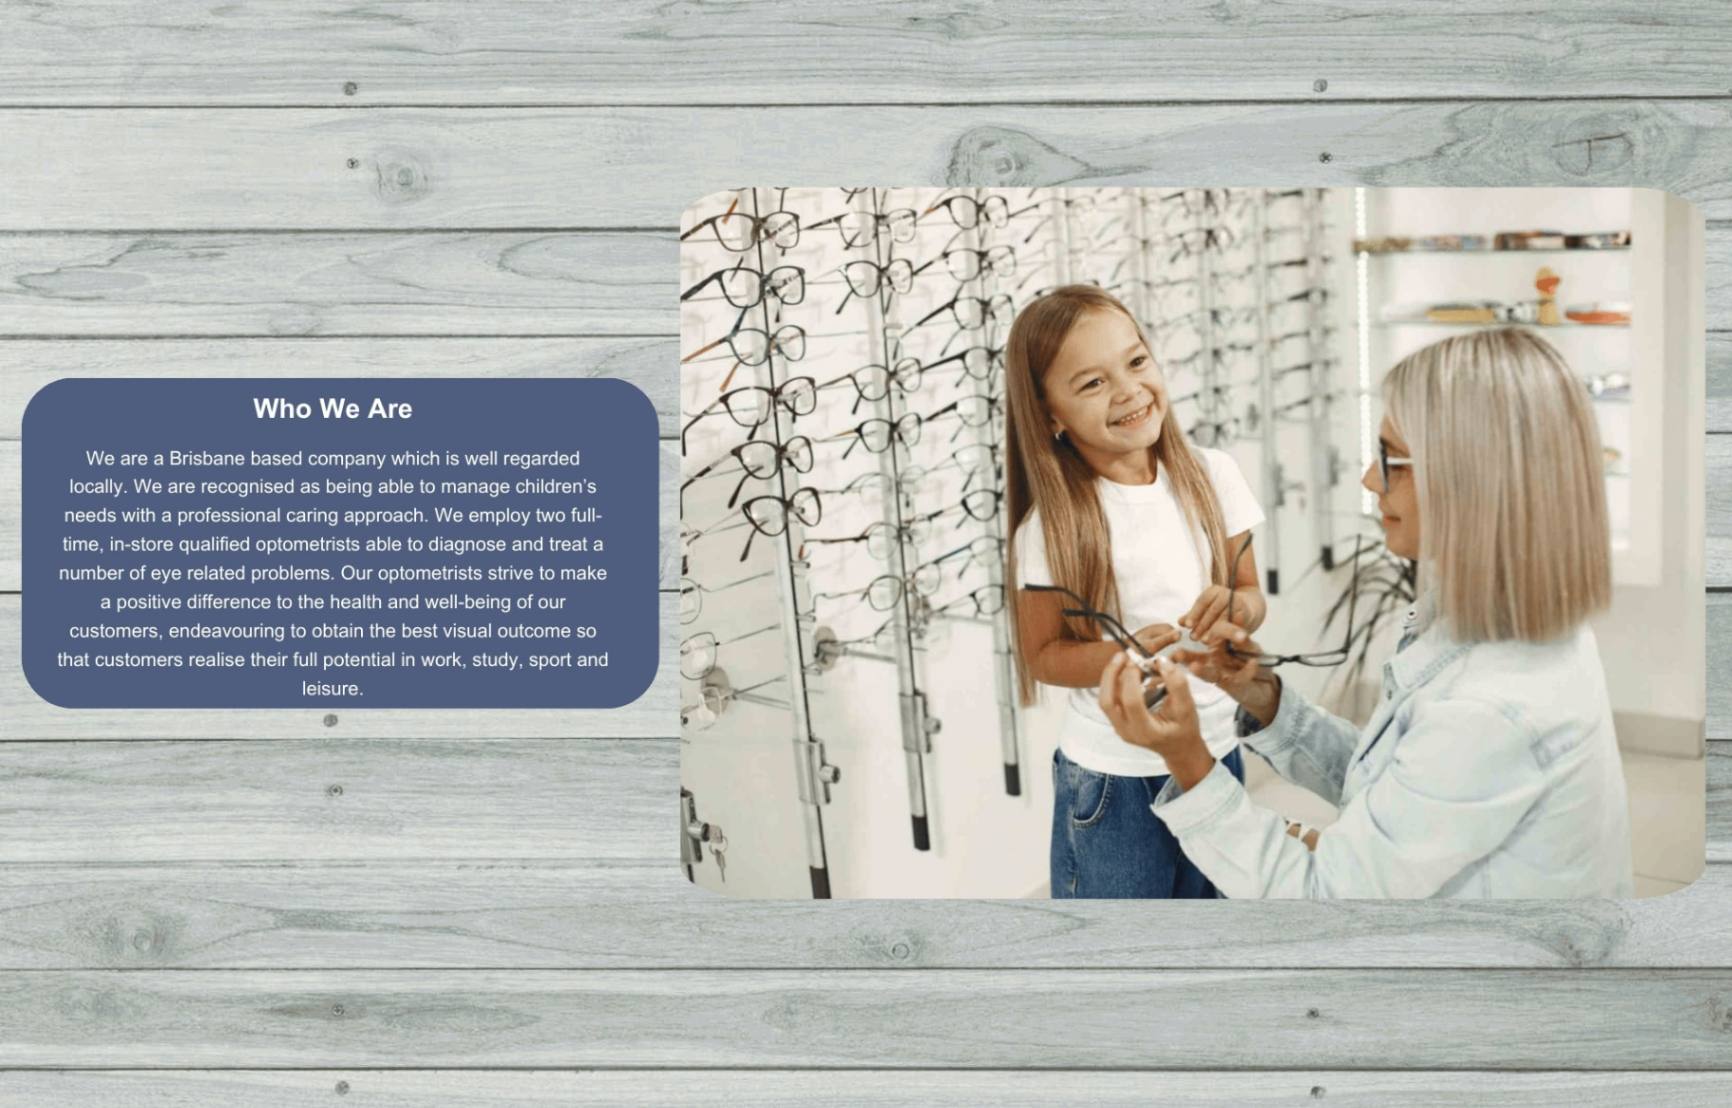 Who We Are
We are a Brisbane based company which is well regarded
locally. We are recognised as being able to manage children's
needs with a professional caring approach. We employ two full-
time, in-store qualified optometrists able to diagnose and treat a
number of eye related problems. Our optometrists strive to make
a positive difference to the health and well-being of our
customers, endeavouring to obtain the best visual outcome so
that customers realise their full potential in work, study, sport and
leisure.